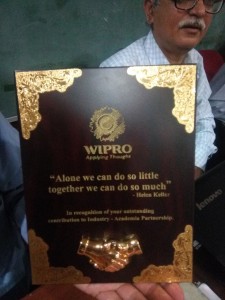 WIPRO
Applying Thought
"Alone we can do so little
together we can do so much"
- Helen Keller
In recognition of your outstanding
contribution to Industry - Academia Partnership.
lenovo